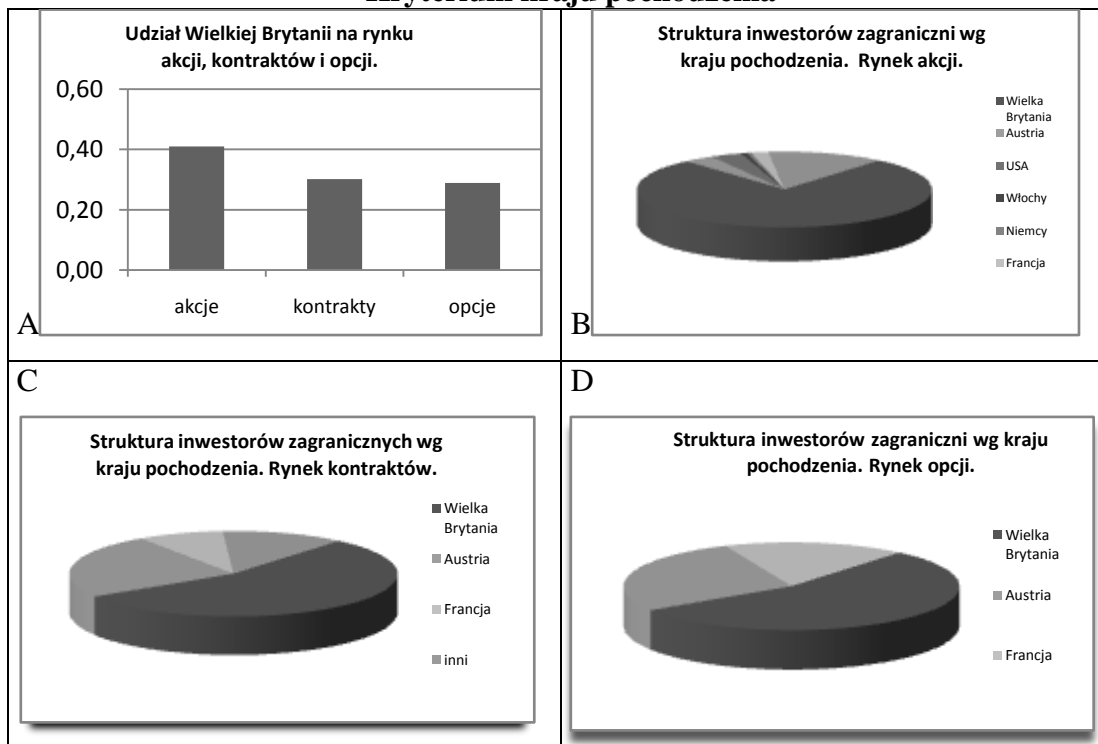 Kryterium kraju pochodzenia
Udział Wielkiej Brytanii na rynku
akcji, kontraktów i opcji.
0,60
0,40
0,20
0,00
akcje
kontrakty
opcje
A
Struktura inwestorów zagraniczni wg
kraju pochodzenia. Rynek akcji.
Wielka
Brytania
Austria
USA
Włochy
Niemcy
Francja
B
C
Struktura inwestorów zagranicznych wg
kraju pochodzenia. Rynek kontraktów.
Wielka
Brytania
Austria
Francja
inni
D
Struktura inwestorów zagraniczni wg kraju
pochodzenia. Rynek opcji.
Wielka
Brytania
Austria
Francja